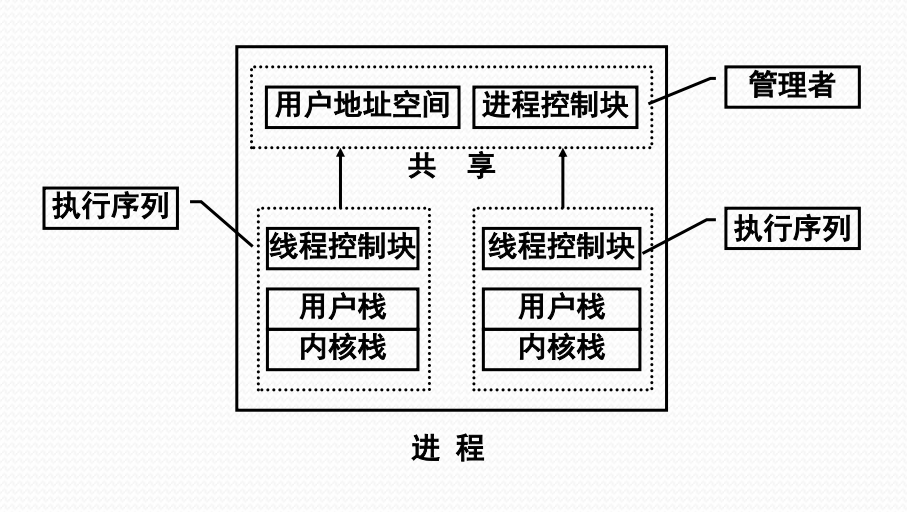 管理者
用户地址空间 进程控制块
共 享
执行序列 执行序列
线程控制块 线程控制块
用户栈 用户栈
内核栈 内核栈
进 程